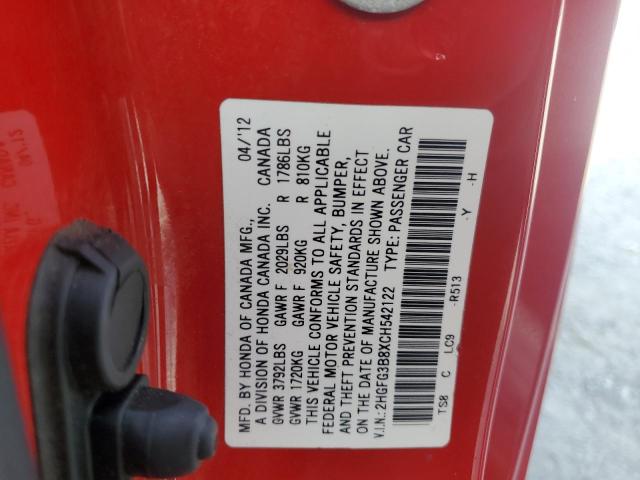 MFD. BY HONDA OF CANADA MFG., 04/'12
A DIVISION OF HONDA CANADA INC. CANADA
GVWR 3792LBS GAWR F 2029LBS R 1786LBS
GVWR 1720KG GAWR F 920KG R 810KG
THIS VEHICLE CONFORMS TO ALL APPLICABLE
FEDERAL MOTOR VEHICLE SAFETY, BUMPER,
AND THEFT PREVENTION STANDARDS IN EFFECT
ON THE DATE OF MANUFACTURE SHOWN ABOVE.
V.I.N.:2HGFG3B8XCH542122 TYPE: PASSENGER CAR
TS8 C LC9 -R513 -Y -H